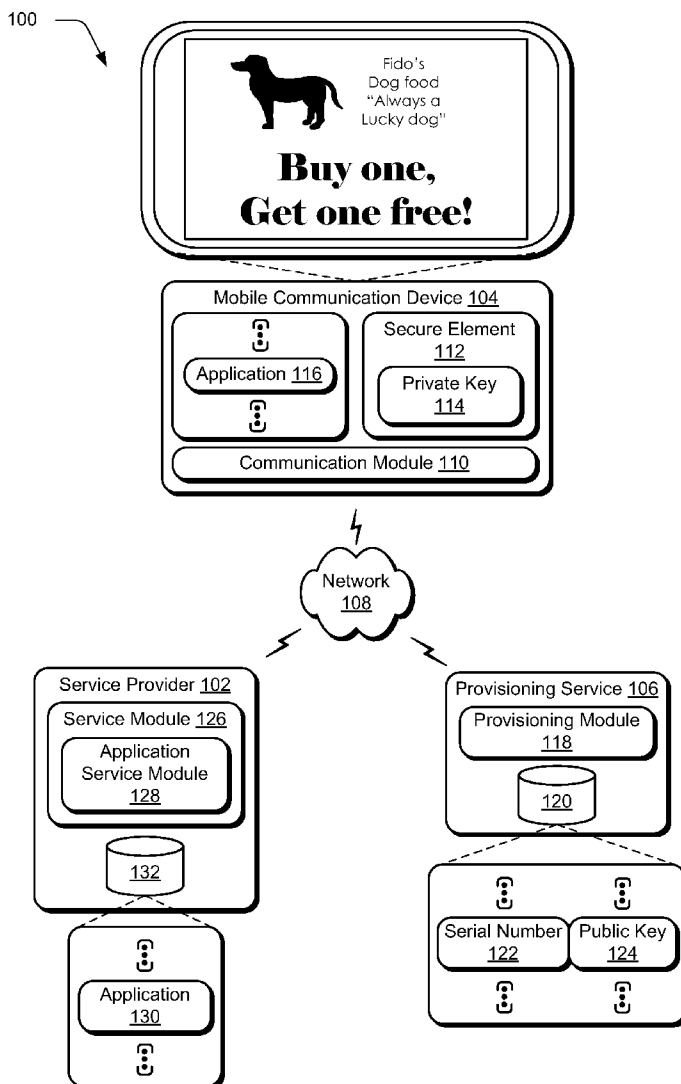 100
Fido's
Dog food
“Always a
Lucky dog”
Buy one,
Get one free!
Mobile Communication Device 104
Application 116
Secure Element
112
Private Key
114
Communication Module 110
Network
108
Service Provider 102
Service Module 126
Application
Service Module
128
132
Application
130
Provisioning Service 106
Provisioning Module
118
120
Serial Number
122
Public Key
124